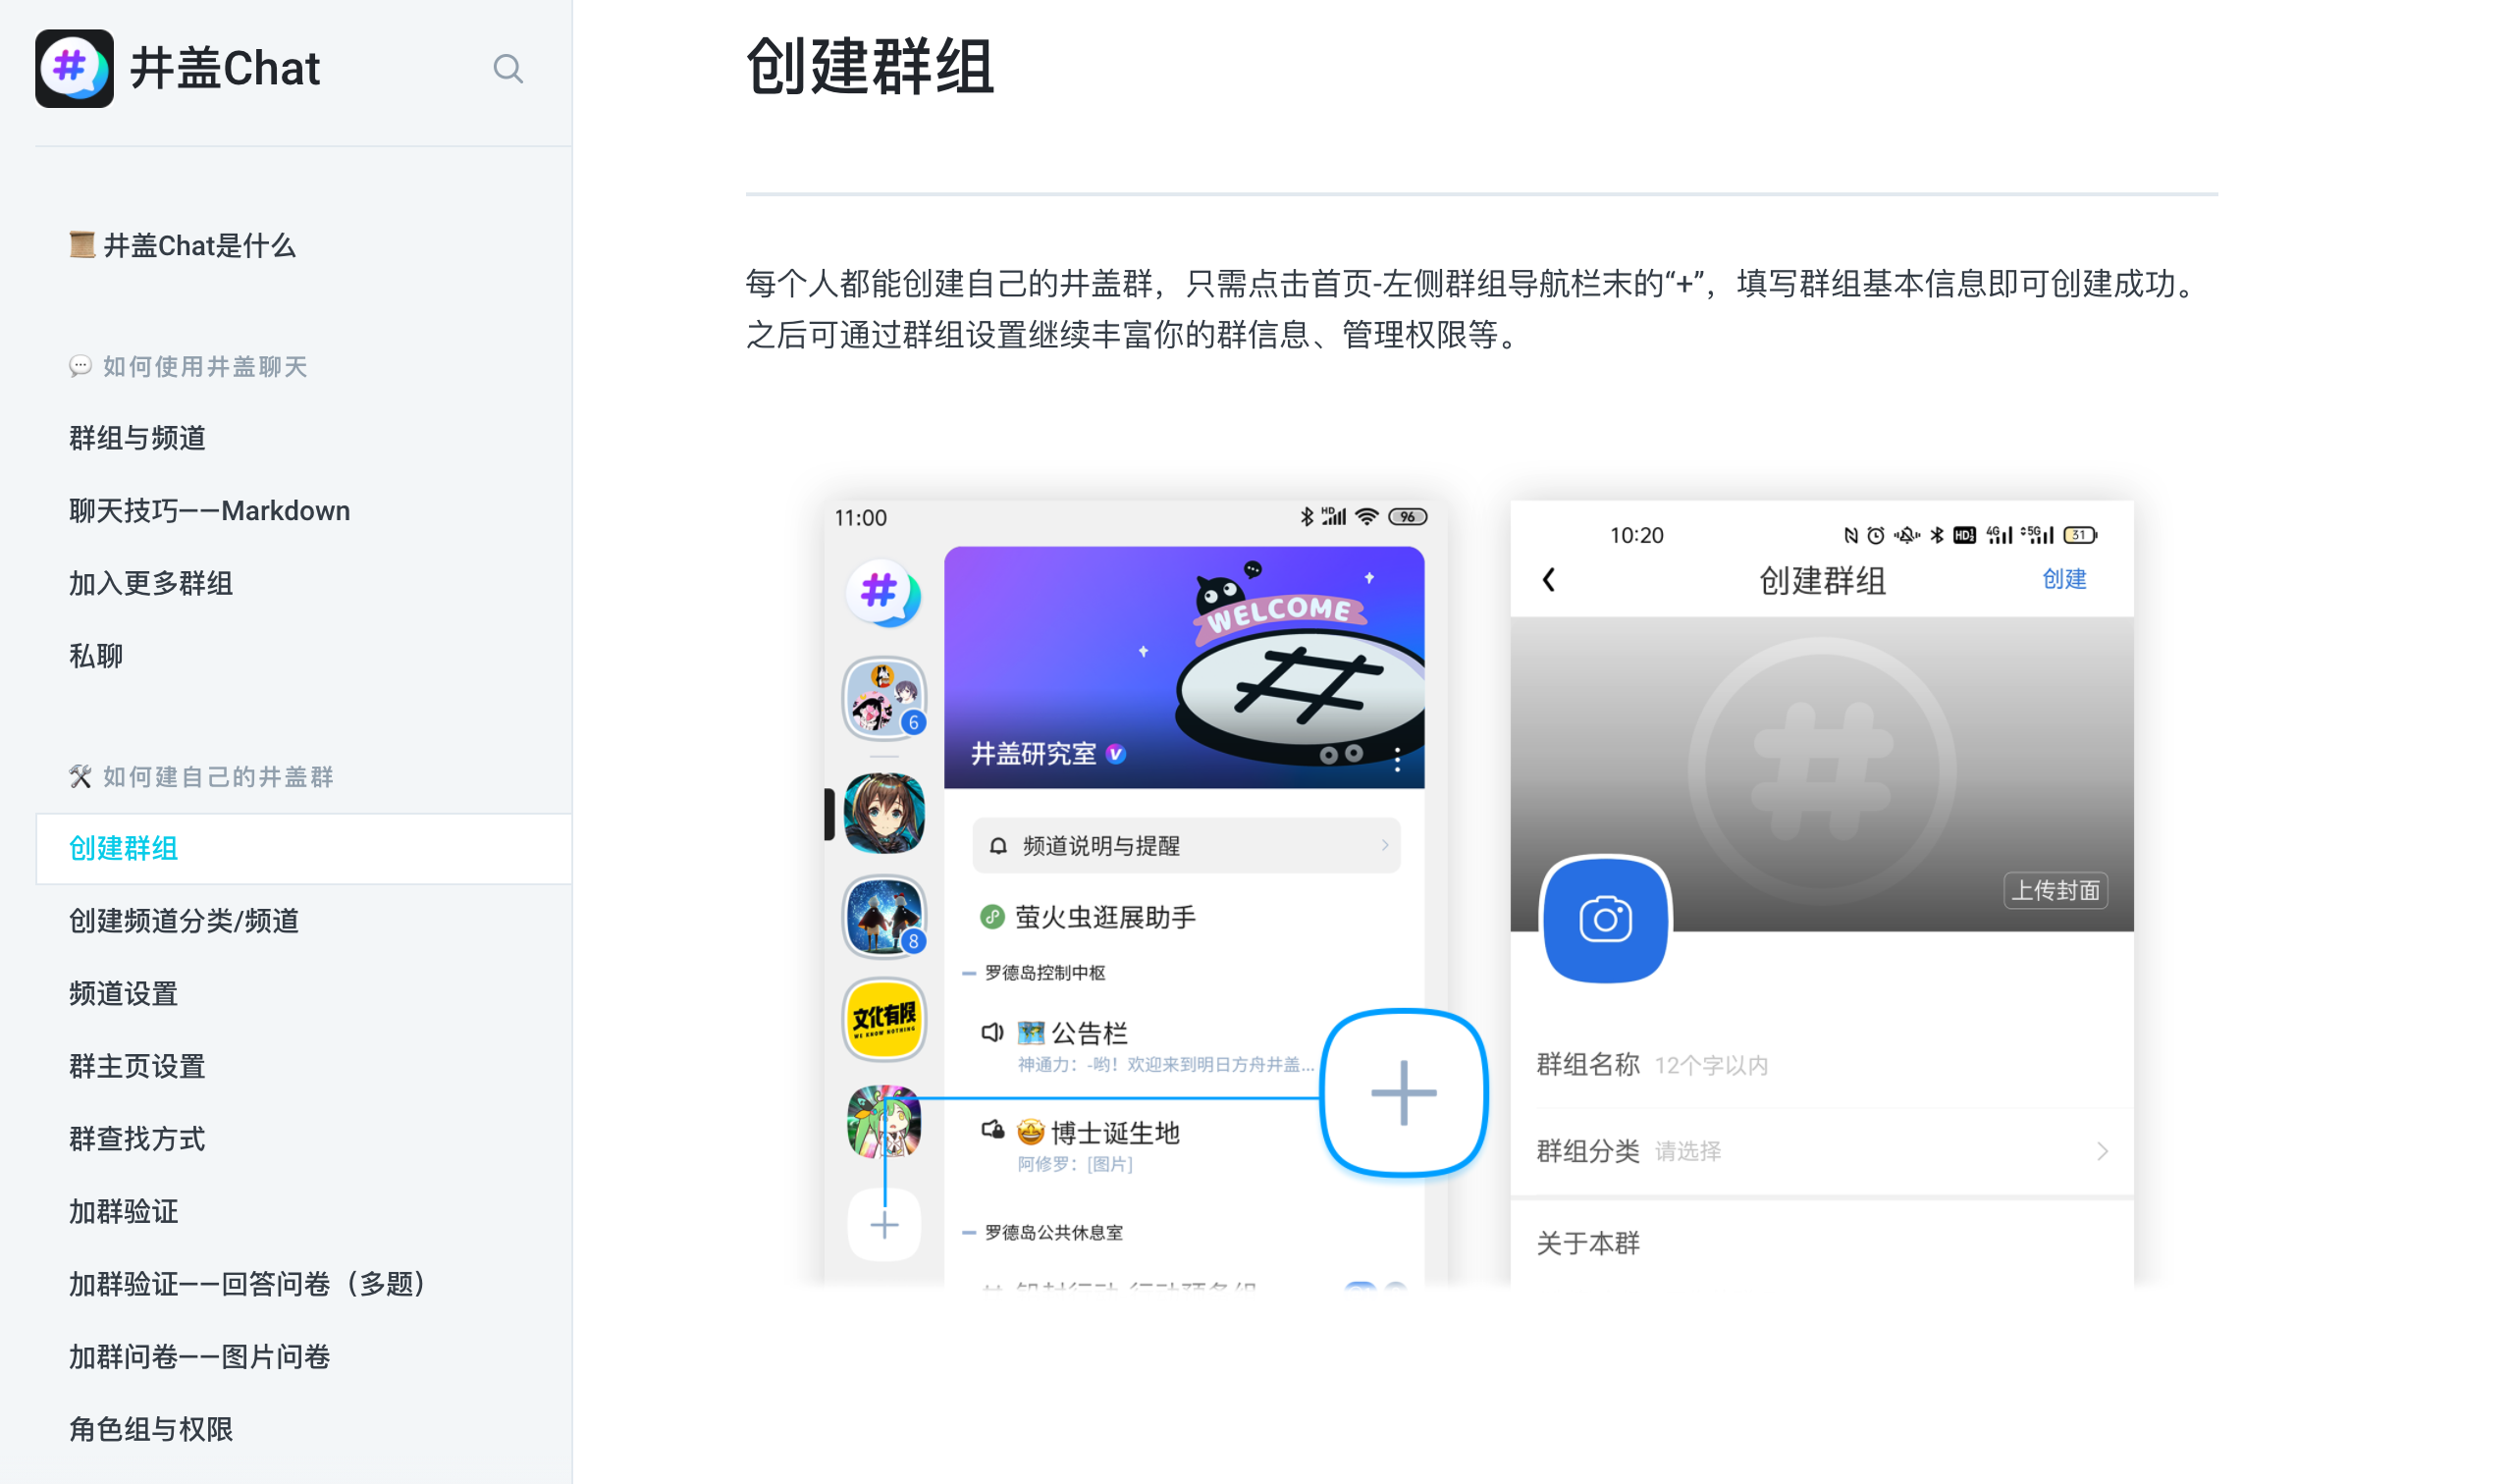 井盖Chat
井盖Chat是什么
如何使用井盖聊天
群组与频道
聊天技巧——Markdown
加入更多群组
私聊
如何建自己的井盖群
创建群组
创建频道分类/频道
频道设置
群主页设置
群查找方式
加群验证
加群验证——回答问卷（多题）
加群问卷——图片问卷
角色组与权限
创建群组
每个人都能创建自己的井盖群，只需点击首页-左侧群组导航栏末的“+”，填写群组基本信息即可创建成功。
之后可通过群组设置继续丰富你的群信息、管理权限等。
11:00
HD
96
6
8
文化有限
WE KNOW NOTHING
WELCOME
井盖研究室
频道说明与提醒
萤火虫逛展助手
罗德岛控制中枢
公告栏
神通力：-哟！欢迎来到明日方舟井盖...
博士诞生地
阿修罗：[图片]
罗德岛公共休息室
10:20
4G
5G
31
创建群组
创建
上传封面
群组名称 12个字以内
群组分类 请选择
关于本群